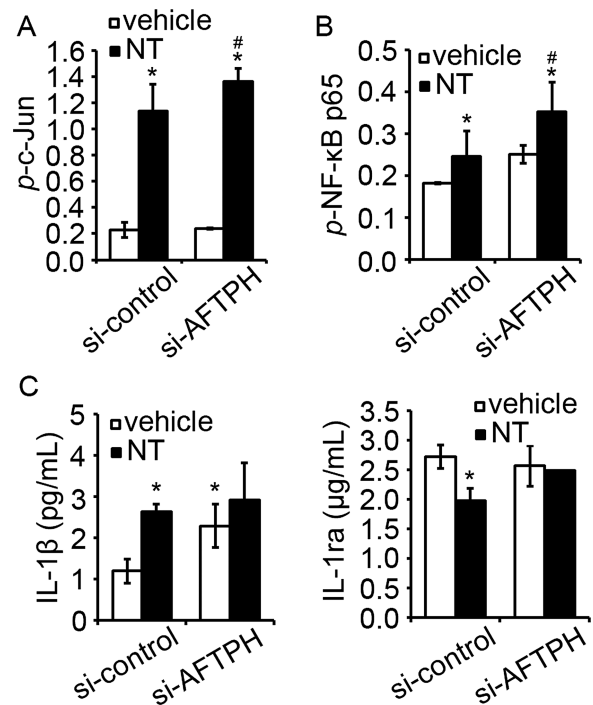 A
vehicle
NT
p-c-Jun
1.6
1.4
1.2
1.0
0.8
0.6
0.4
0.2
0.0
*
#
*
si-control
si-AFTPH
B
vehicle
NT
p-NF-κB p65
0.5
0.4
0.3
0.2
0.1
0.0
*
#
*
si-control
si-AFTPH
C
vehicle
NT
IL-1β (pg/mL)
5
4
3
2
1
0
*
*
si-control
si-AFTPH
vehicle
NT
IL-1ra (µg/mL)
3.5
3.0
2.5
2.0
1.5
1.0
0.5
0.0
*
si-control
si-AFTPH